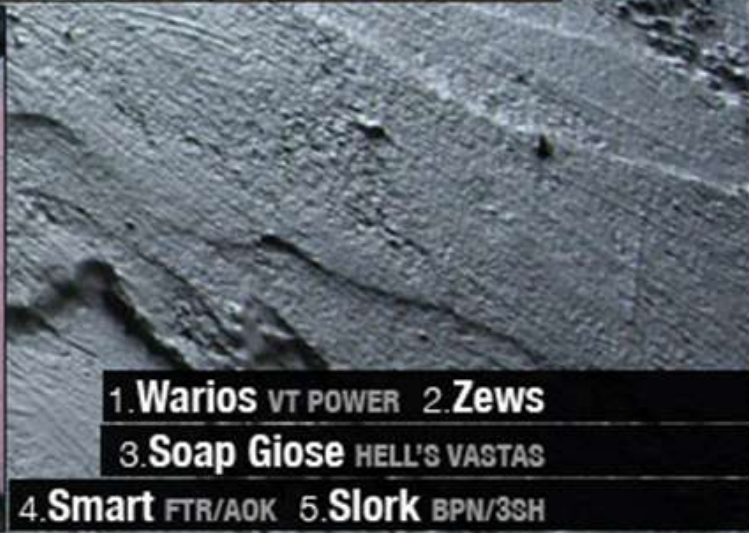 1.Warios VT POWER 2.Zews
3.Soap Giose HELL'S VASTAS
4.Smart FTR/AOK 5.Slork BPN/3SH